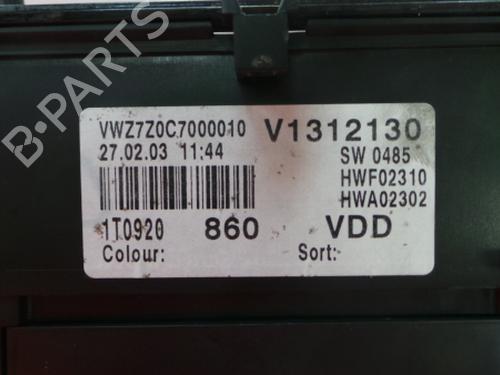 VWZ7Z0C7000010 V1312130
27.02.03 11:44 SW 0485
HWF02310
HWA02302
1T0920 860 VDD
Colour: Sort:
B-PARTS